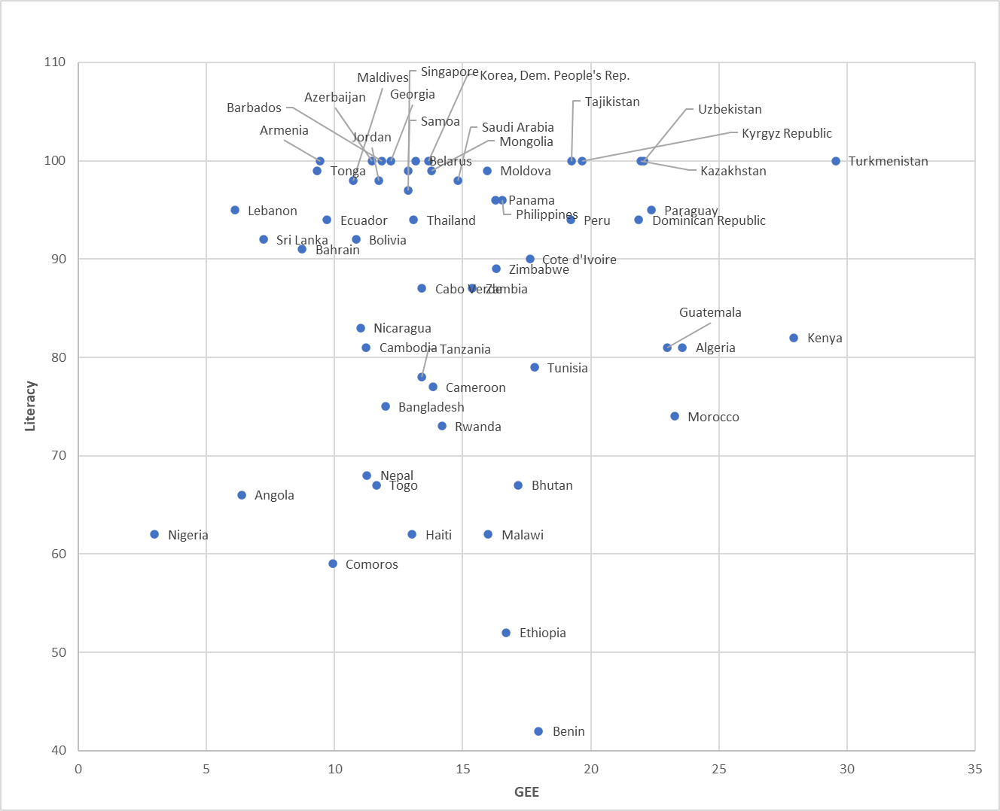 110
Singapore
Korea, Dem. People's Rep.
Maldives
Georgia
Azerbaijan
Tajikistan
Barbados
Uzbekistan
Samoa
Saudi Arabia
Armenia
Kyrgyz Republic
Jordan
Mongolia
100
Belarus
Turkmenistan
Tonga
Moldova
Kazakhstan
Panama
Lebanon
Paraguay
Philippines
Ecuador
Thailand
Peru
Dominican Republic
Sri Lanka
Bolivia
Bahrain
90
Cote d'Ivoire
Zimbabwe
Cabo Verde
Zambia
Guatemala
Nicaragua
Kenya
Cambodia
Tanzania
Algeria
80
Tunisia
Cameroon
Bangladesh
Morocco
Rwanda
Literacy
70
Nepal
Togo
Bhutan
Angola
Nigeria
Haiti
Malawi
60
Comoros
Ethiopia
50
Benin
40
0 5 10 15 20 25 30 35
GEE